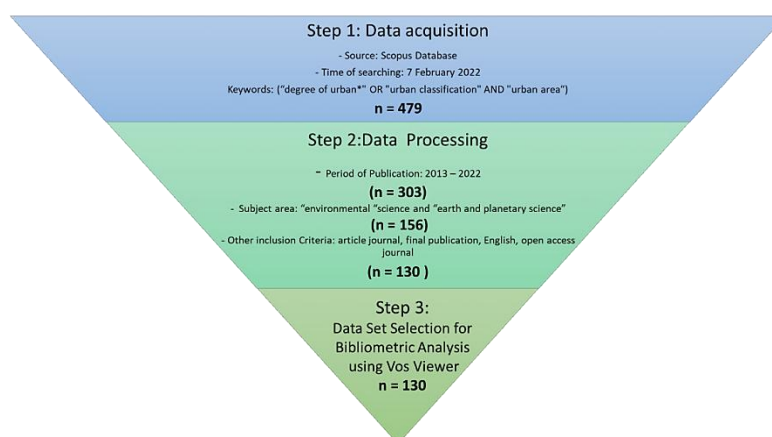 Step 1: Data acquisition
- Source: Scopus Database
- Time of searching: 7 February 2022
Keywords: ("degree of urban*" OR "urban classification" AND "urban area")
n = 479
Step 2:Data Processing
- Period of Publication: 2013 – 2022
(n = 303)
- Subject area: "environmental "science and "earth and planetary science"
(n = 156)
- Other inclusion Criteria: article journal, final publication, English, open access
journal
(n = 130 )
Step 3:
Data Set Selection for
Bibliometric Analysis
using Vos Viewer
n = 130